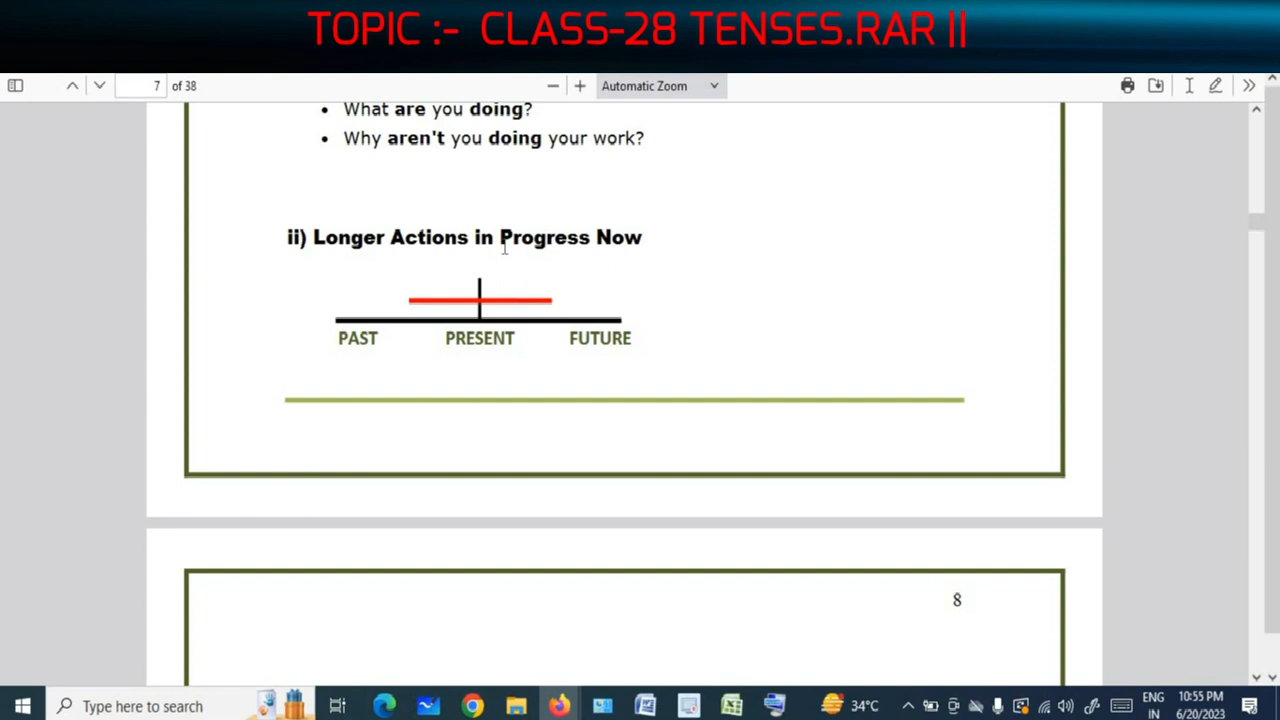 TOPIC :- CLASS-28 TENSES.RAR ||
7 of 38
Automatic Zoom
• What are you doing?
• Why aren't you doing your work?
ii) Longer Actions in Progress Now
PAST PRESENT FUTURE
8
Type here to search
34°C
ENG
IN
10:55 PM
6/20/2023